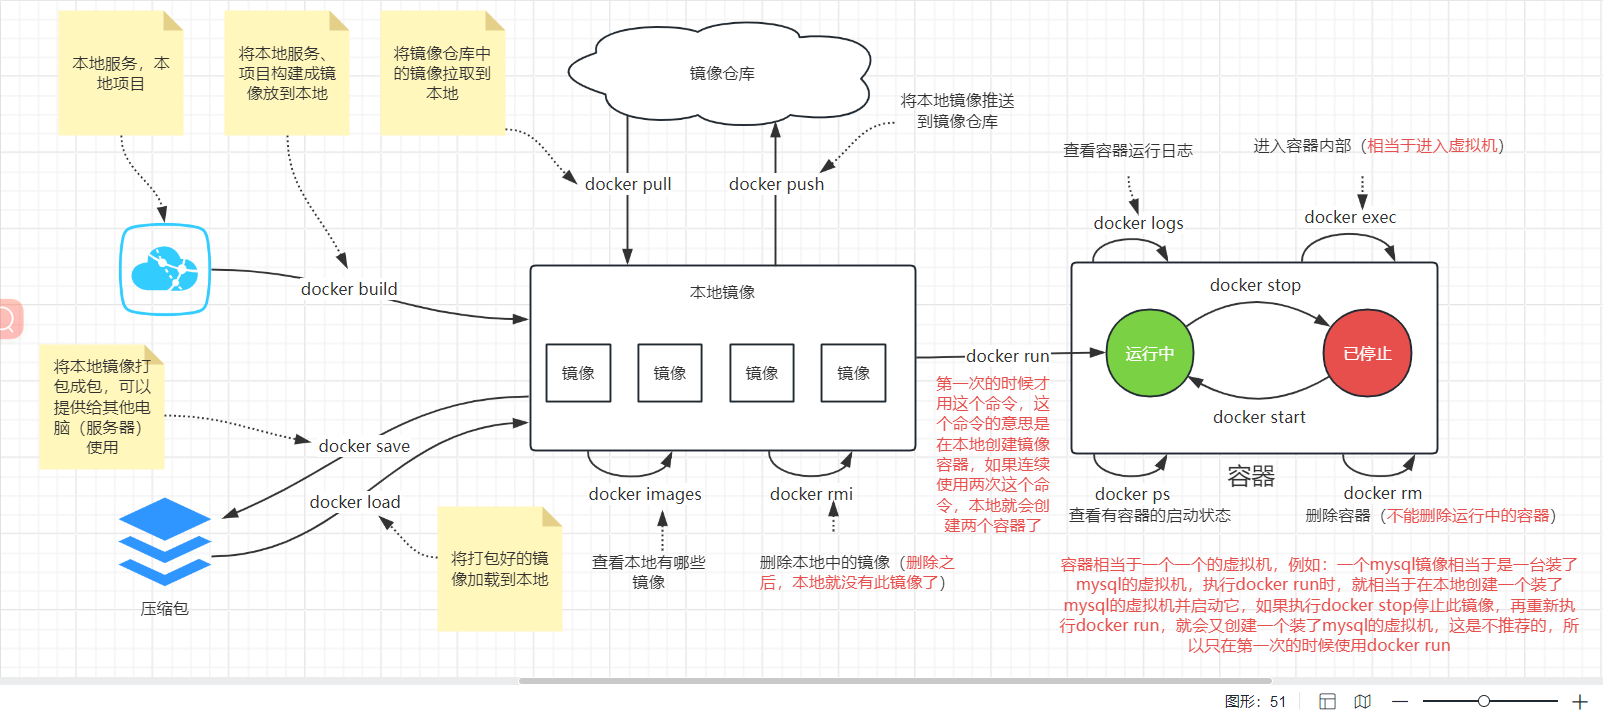 本地服务，本
地项目
将本地服务、
项目构建成镜
像放到本地
将镜像仓库中
的镜像拉取到
本地
镜像仓库
将本地镜像推送
到镜像仓库
docker pull
docker push
查看容器运行日志
进入容器内部（相当于进入虚拟机）
docker logs
docker exec
docker build
本地镜像
镜像
镜像
镜像
镜像
docker run
第一次的时候才
用这个命令，这
个命令的意思是
在本地创建镜像
容器，如果连续
使用两次这个命
令，本地就会创
建两个容器了
docker stop
运行中
已停止
docker start
容器
将本地镜像打
包成包，可以
提供给其他电
脑（服务器）
使用
docker save
docker load
压缩包
将打包好的镜
像加载到本地
docker images
查看本地有哪些
镜像
docker rmi
删除本地中的镜像（删除之
后，本地就没有此镜像了）
docker ps
查看有容器的启动状态
docker rm
删除容器（不能删除运行中的容器）
容器相当于一个一个的虚拟机，例如：一个mysql镜像相当于是一台装了
mysql的虚拟机，执行docker run时，就相当于在本地创建一个装了
mysql的虚拟机并启动它，如果执行docker stop停止此镜像，再重新执
行docker run，就会又创建一个装了mysql的虚拟机，这是不推荐的，所
以只在第一次的时候使用docker run
图形：51